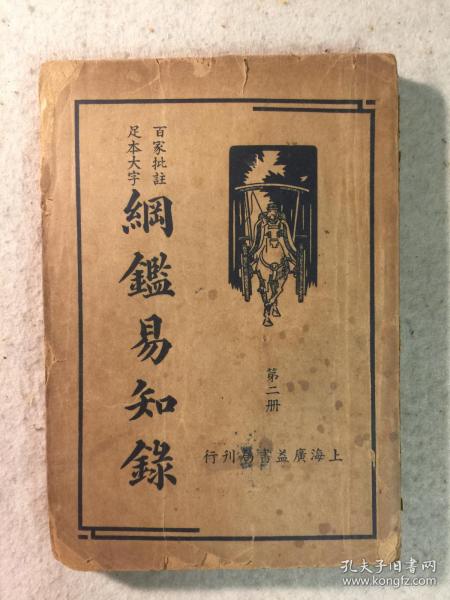 百家批註
足本大字
綱鑑易知錄
第二册
上海廣益書局刊行
孔夫子旧书网
www.kongfz.com